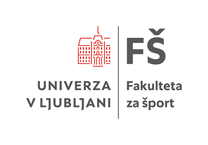 FŠ
UNIVERZA
V LJUBLJANI
Fakulteta
za šport